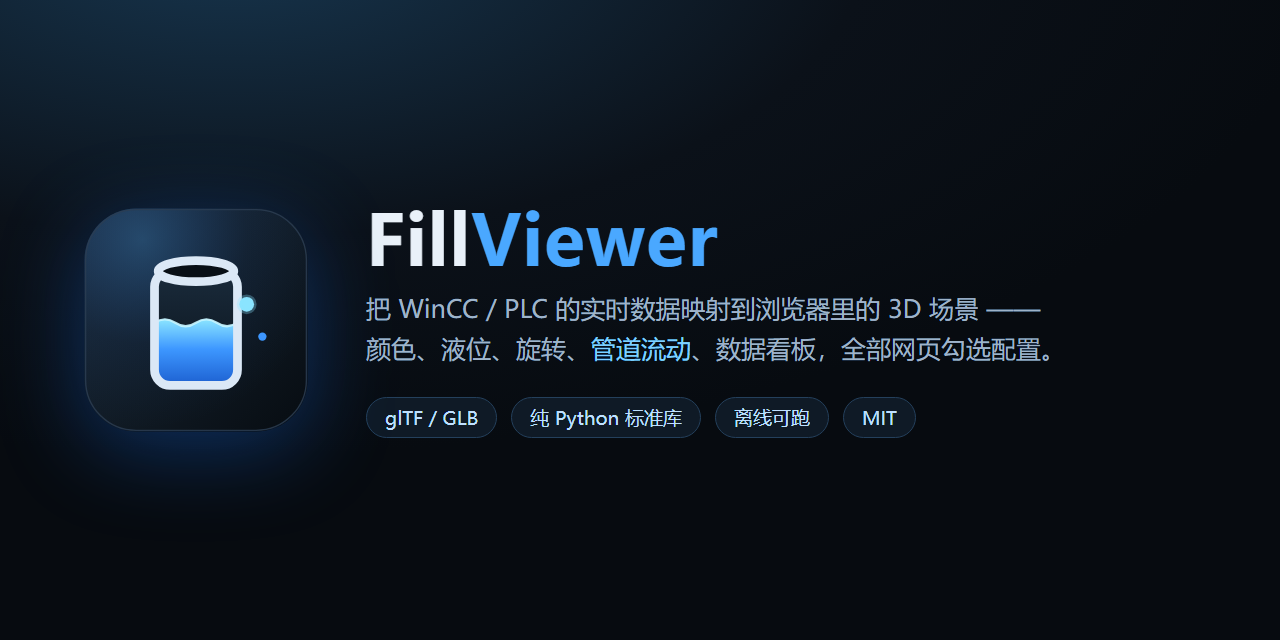 FillViewer
把 WinCC / PLC 的实时数据映射到浏览器里的 3D 场景 ——
颜色、液位、旋转、管道流动、数据看板，全部网页勾选配置。
glTF / GLB
纯 Python 标准库
离线可跑
MIT